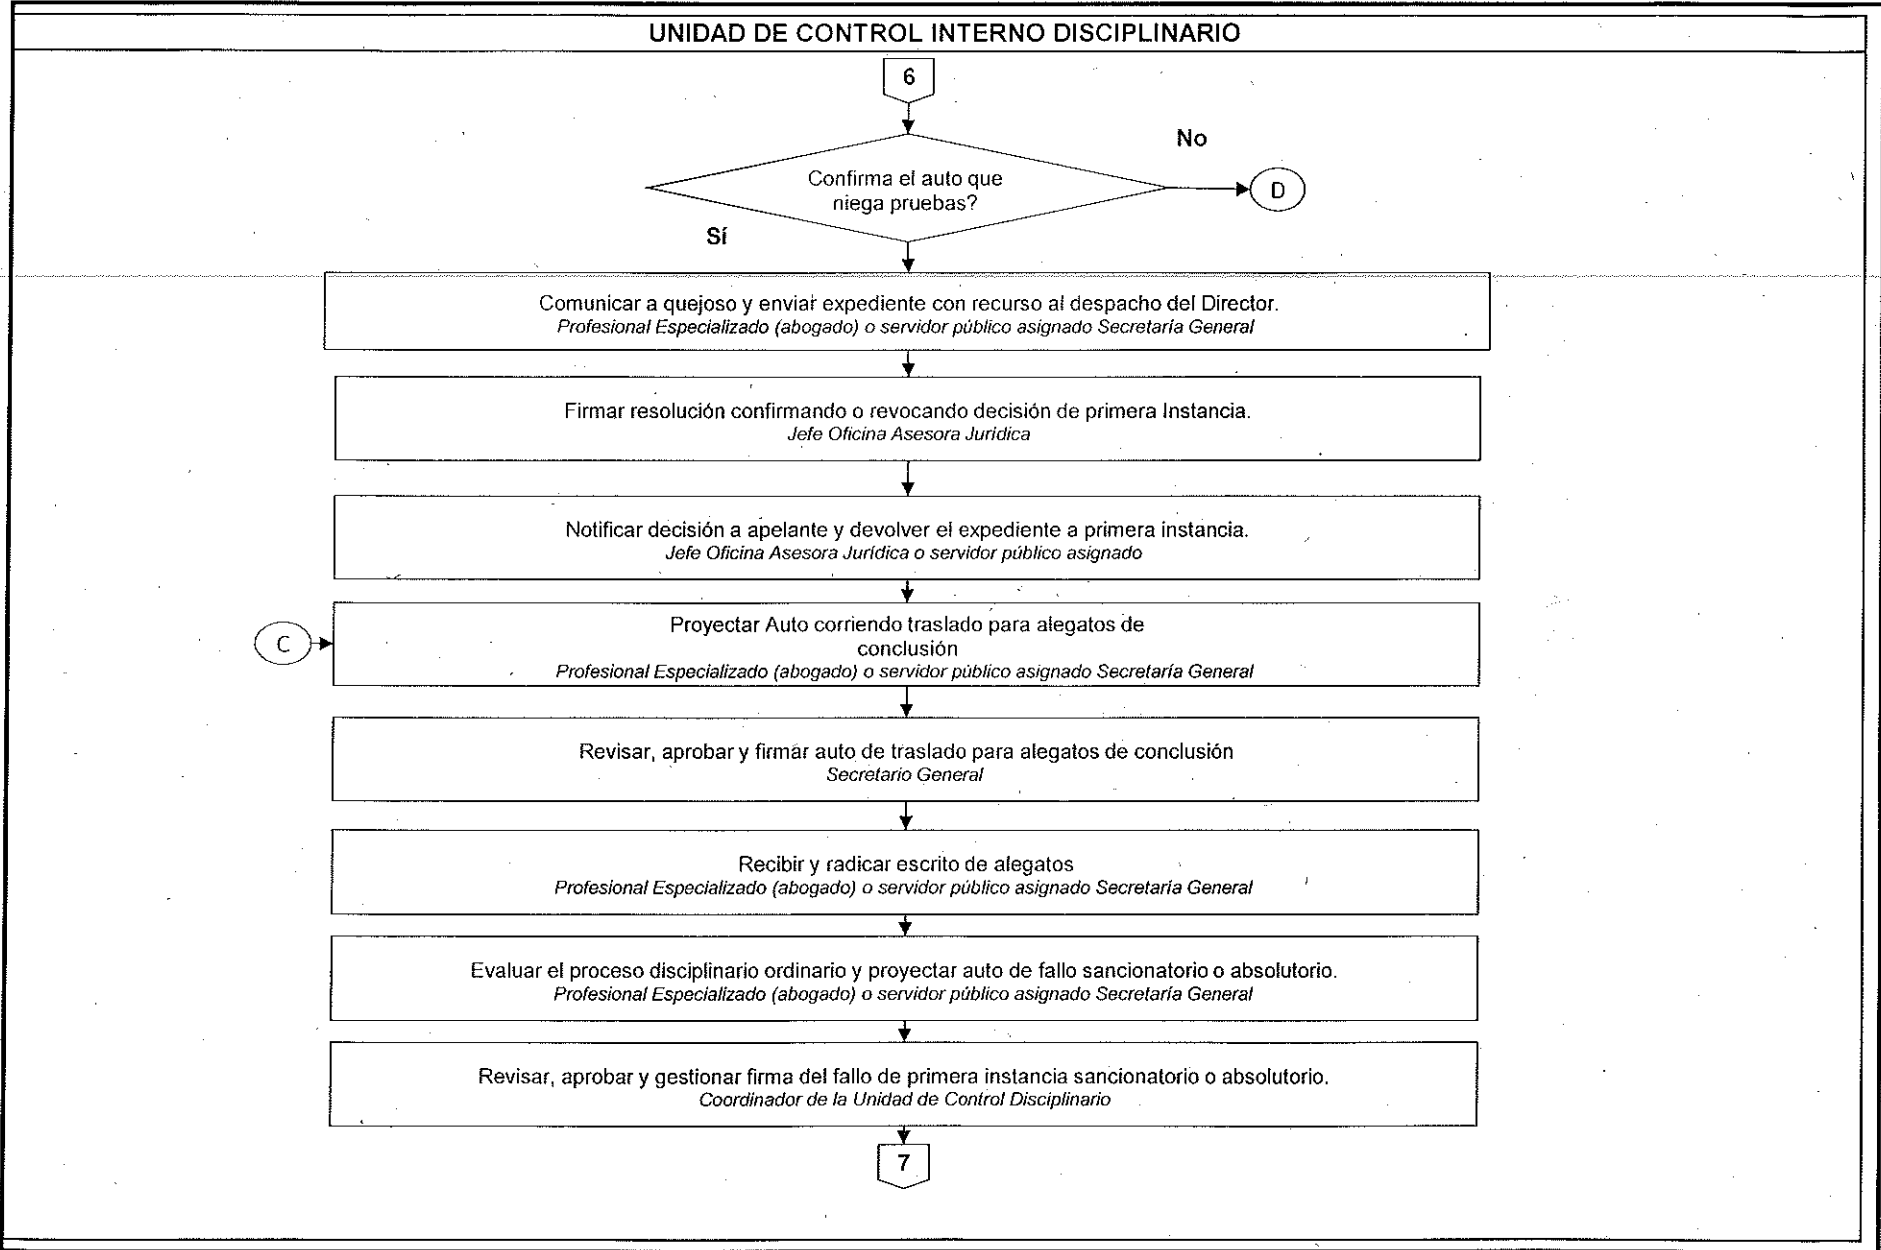 UNIDAD DE CONTROL INTERNO DISCIPLINARIO
6
No
Confirma el auto que
niega pruebas?
D
Sí
Comunicar a quejoso y enviar expediente con recurso al despacho del Director.
Profesional Especializado (abogado) o servidor público asignado Secretaría General
Firmar resolución confirmando o revocando decisión de primera Instancia.
Jefe Oficina Asesora Jurídica
Notificar decisión a apelante y devolver el expediente a primera instancia.
Jefe Oficina Asesora Jurídica o servidor público asignado
Proyectar Auto corriendo traslado para alegatos de
conclusión
C
Profesional Especializado (abogado) o servidor público asignado Secretaría General
Revisar, aprobar y firmar auto de traslado para alegatos de conclusión
Secretario General
Recibir y radicar escrito de alegatos
Profesional Especializado (abogado) o servidor público asignado Secretaría General
Evaluar el proceso disciplinario ordinario y proyectar auto de fallo sancionatorio o absolutorio.
Profesional Especializado (abogado) o servidor público asignado Secretaría General
Revisar, aprobar y gestionar firma del fallo de primera instancia sancionatorio o absolutorio.
Coordinador de la Unidad de Control Disciplinario
7